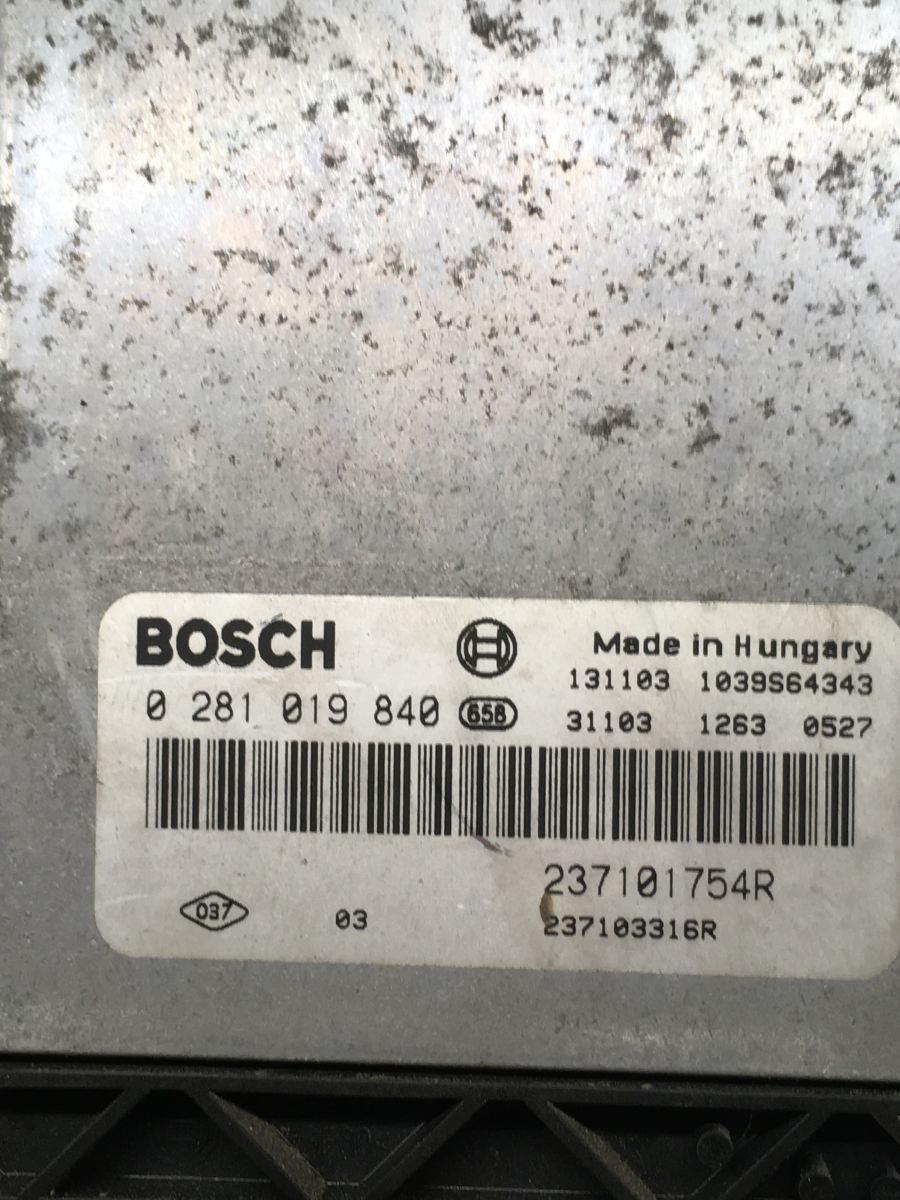 BOSCH
Made in Hungary
131103 1039S64343
0 281 019 840 658
31103 1263 0527
237101754R
037 03
237103316R